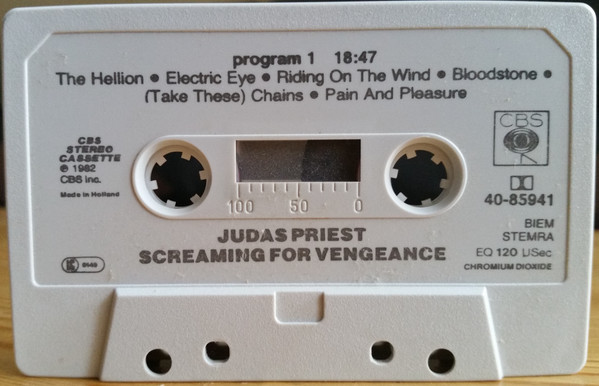 program 1 18:47
The Hellion • Electric Eye • Riding On The Wind • Bloodstone •
(Take These) Chains • Pain And Pleasure
CBS
STEREO
CASSETTE
℗ 1982
CBS Inc.
Made in Holland
CBS
40-85941
100 50 0
JUDAS PRIEST
SCREAMING FOR VENGEANCE
BIEM
STEMRA
EQ 120 USec.
CHROMIUM DIOXIDE